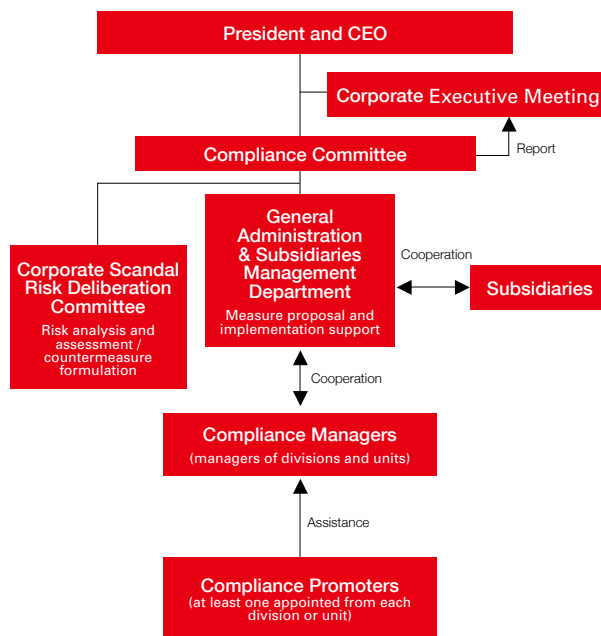 President and CEO
Corporate Executive Meeting
Report
Compliance Committee
General
Administration
& Subsidiaries
Management
Department
Measure proposal and
implementation support
Corporate Scandal
Risk Deliberation
Committee
Risk analysis and
assessment /
countermeasure
formulation
Cooperation
Subsidiaries
Cooperation
Compliance Managers
(managers of divisions and units)
Assistance
Compliance Promoters
(at least one appointed from each
division or unit)